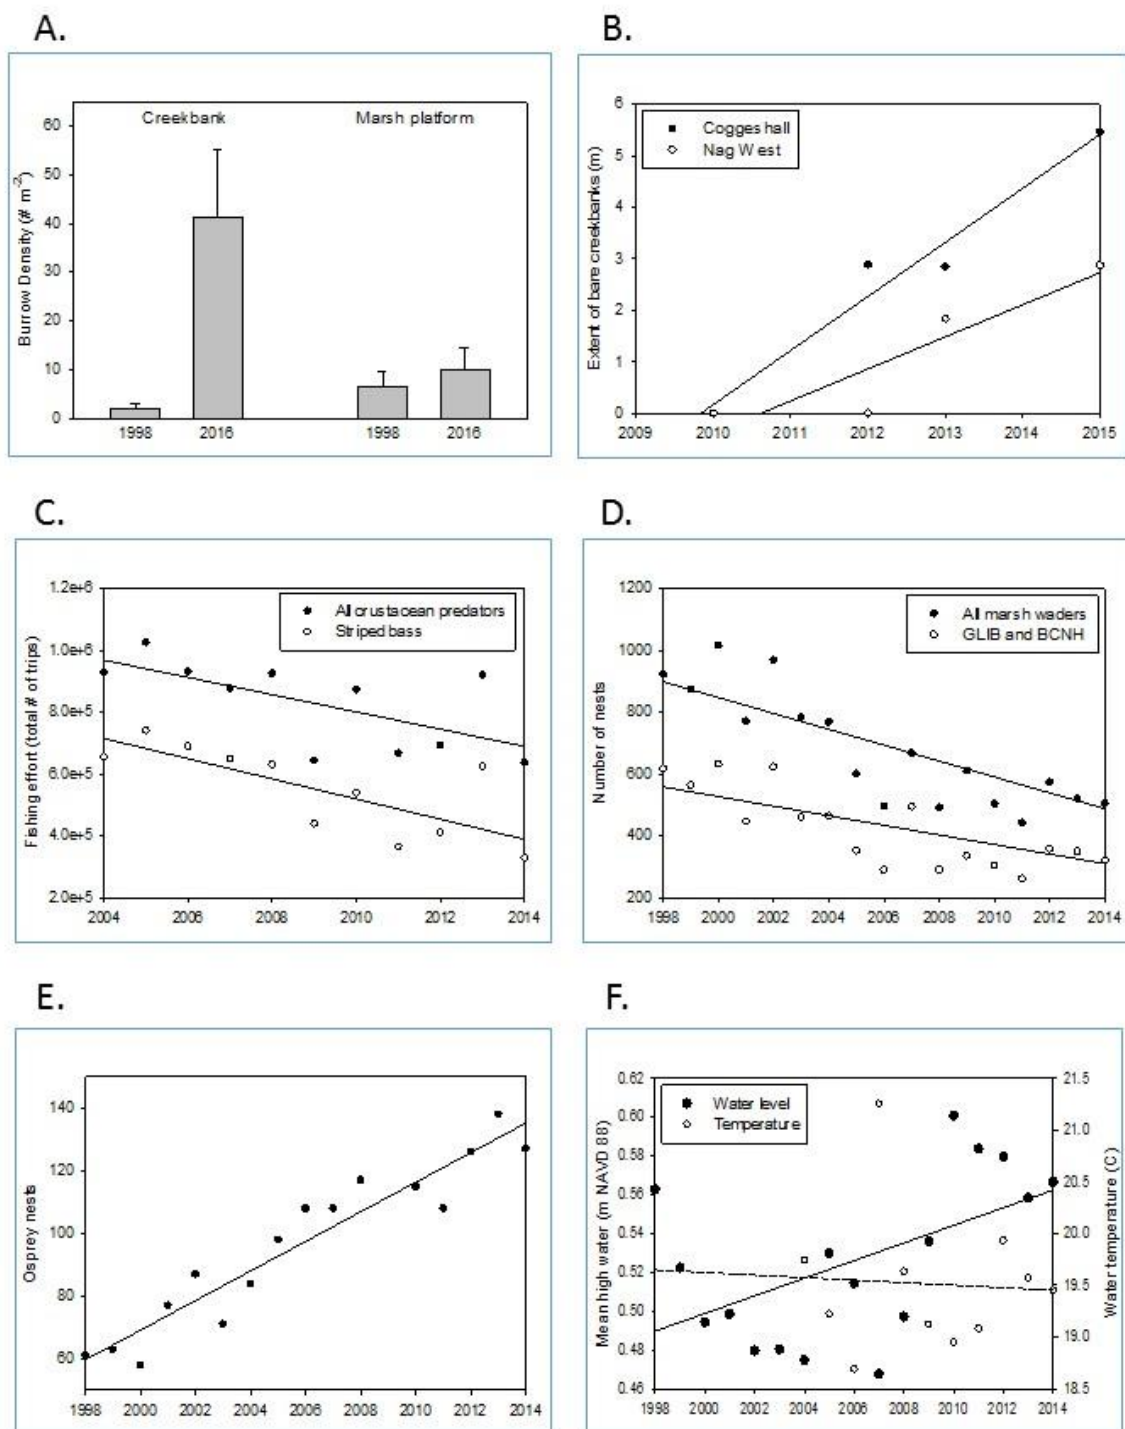 A.
Creekbank
Marsh platform
Burrow Density (# m-2)
60
50
40
30
20
10
0
1998
2016
1998
2016
B.
Cogges hall
Nag W est
Extent of bare creekbanks (m)
6
5
4
3
2
1
0
2009
2010
2011
2012
2013
2014
2015
C.
All crustacean predators
Striped bass
Fishing effort (total # of trips)
1.2e+6
1.0e+6
8.0e+5
6.0e+5
4.0e+5
2.0e+5
2004
2006
2008
2010
2012
2014
D.
All marsh waders
GLIB and BCNH
Number of nests
1200
1000
800
600
400
200
1998
2000
2002
2004
2006
2008
2010
2012
2014
E.
Osprey nests
140
120
100
80
60
1998
2000
2002
2004
2006
2008
2010
2012
2014
F.
Water level
Temperature
Mean high water (m NAVD 88)
0.62
0.60
0.58
0.56
0.54
0.52
0.50
0.48
0.46
Water temperature (C)
21.5
21.0
20.5
20.0
19.5
19.0
18.5
1998
2000
2002
2004
2006
2008
2010
2012
2014